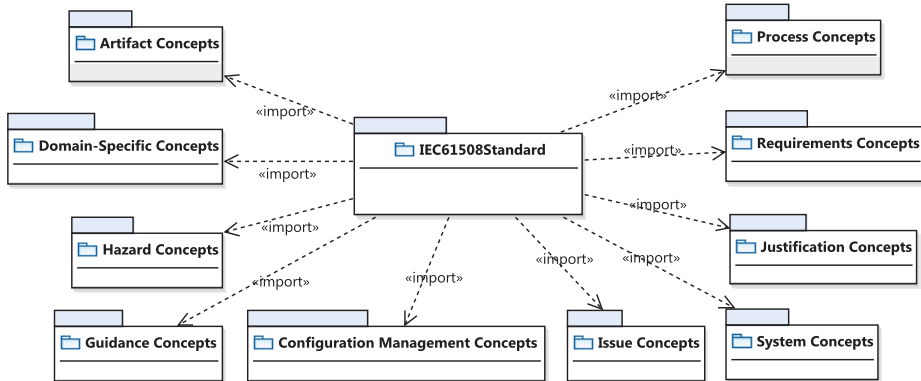 Artifact Concepts
Process Concepts
«import»
«import»
Domain-Specific Concepts
IEC61508Standard
Requirements Concepts
«import»
«import»
Hazard Concepts
«import»
«import»
Justification Concepts
«import»
«import»
«import»
«import»
Guidance Concepts
Configuration Management Concepts
Issue Concepts
System Concepts